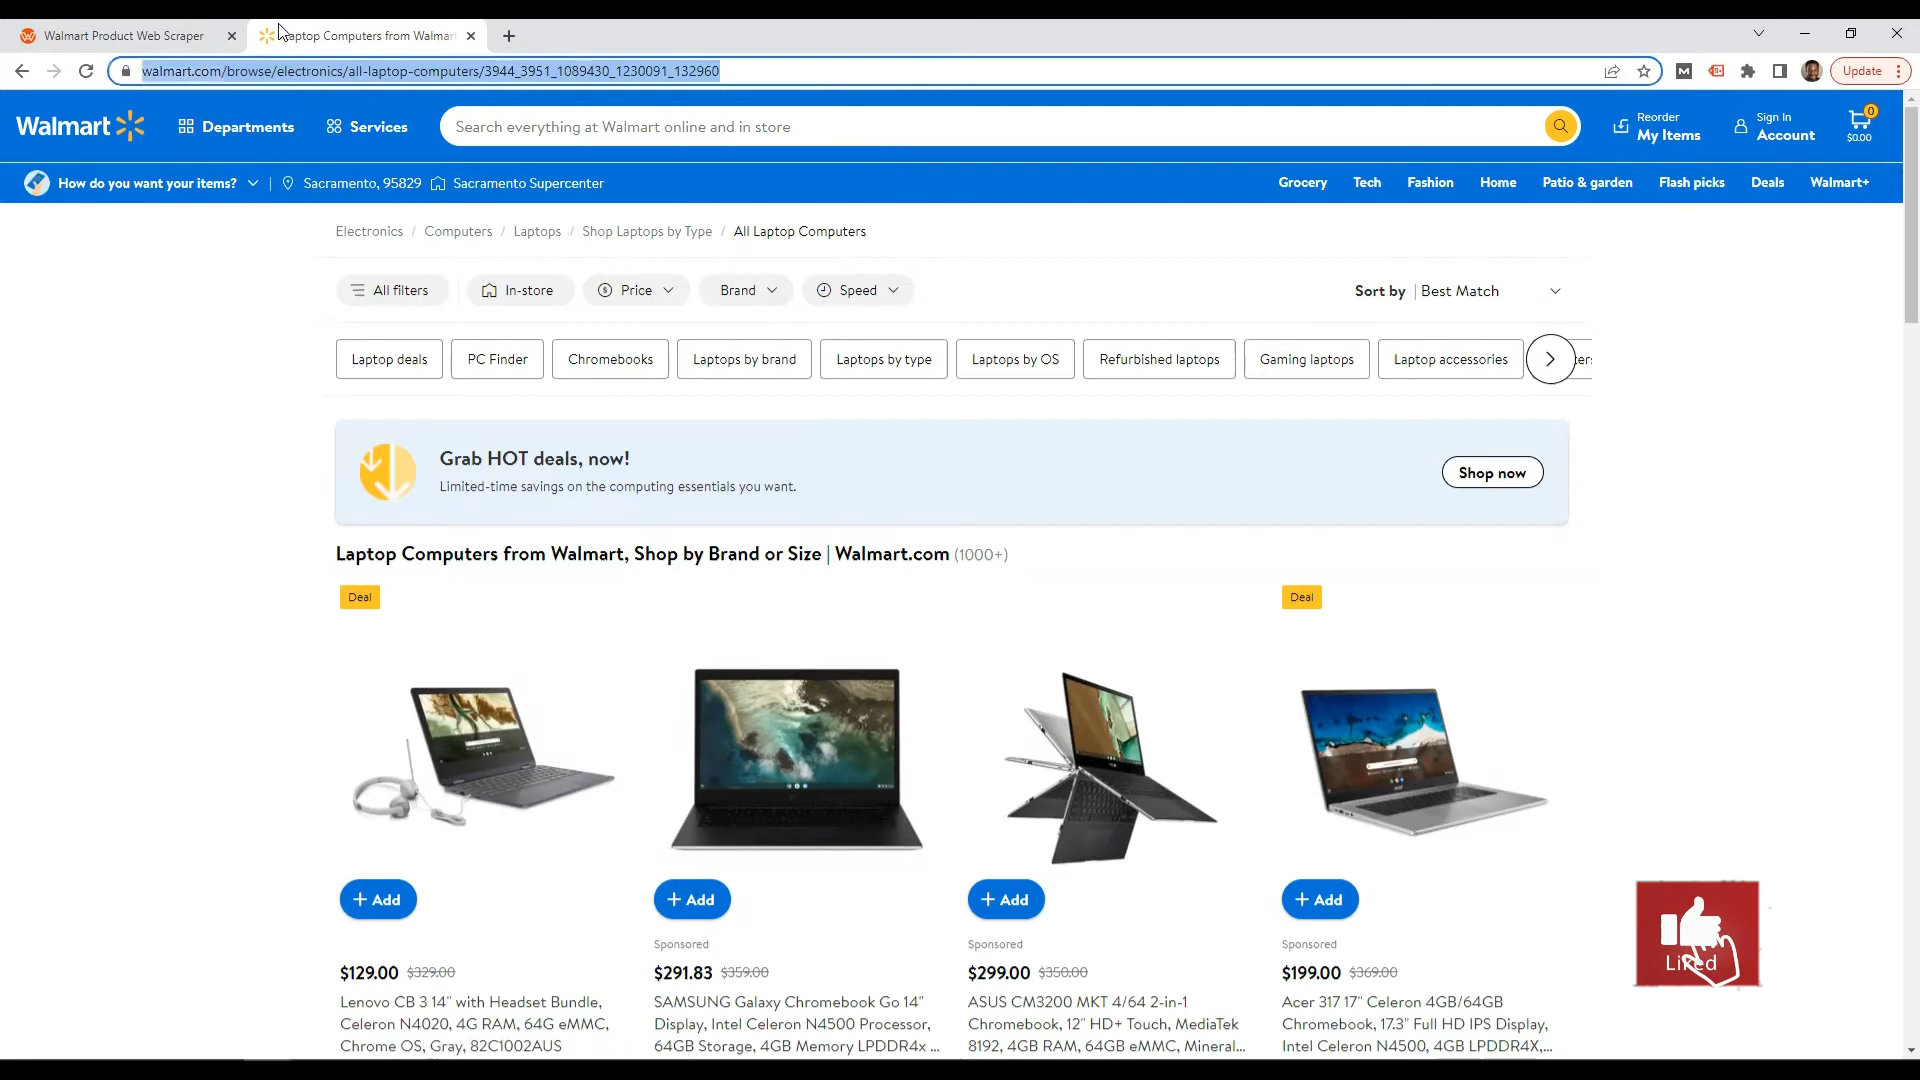 Walmart Product Web Scraper
Laptop Computers from Walmar
walmart.com/browse/electronics/all-laptop-computers/3944_3951_1089430_1230091_132960
Update
Walmart
Departments
Services
Search everything at Walmart online and in store
Reorder
My Items
Sign In
Account
0
$0.00
How do you want your items?
Sacramento, 95829
Sacramento Supercenter
Grocery
Tech
Fashion
Home
Patio & garden
Flash picks
Deals
Walmart+
Electronics / Computers / Laptops / Shop Laptops by Type / All Laptop Computers
All filters
In-store
Price
Brand
Speed
Sort by | Best Match
Laptop deals
PC Finder
Chromebooks
Laptops by brand
Laptops by type
Laptops by OS
Refurbished laptops
Gaming laptops
Laptop accessories
Grab HOT deals, now!
Limited-time savings on the computing essentials you want.
Shop now
Laptop Computers from Walmart, Shop by Brand or Size | Walmart.com (1000+)
Deal
Deal
+ Add
+ Add
+ Add
+ Add
$129.00 $329.00
Lenovo CB 3 14" with Headset Bundle,
Celeron N4020, 4G RAM, 64G eMMC,
Chrome OS, Gray, 82C1002AUS
Sponsored
$291.83 $359.00
SAMSUNG Galaxy Chromebook Go 14"
Display, Intel Celeron N4500 Processor,
64GB Storage, 4GB Memory LPDDR4x ...
Sponsored
$299.00 $350.00
ASUS CM3200 MKT 4/64 2-in-1
Chromebook, 12" HD+ Touch, MediaTek
8192, 4GB RAM, 64GB eMMC, Mineral...
Sponsored
$199.00 $369.00
Acer 317 17" Celeron 4GB/64GB
Chromebook, 17.3" Full HD IPS Display,
Intel Celeron N4500, 4GB LPDDR4X,...
Liked